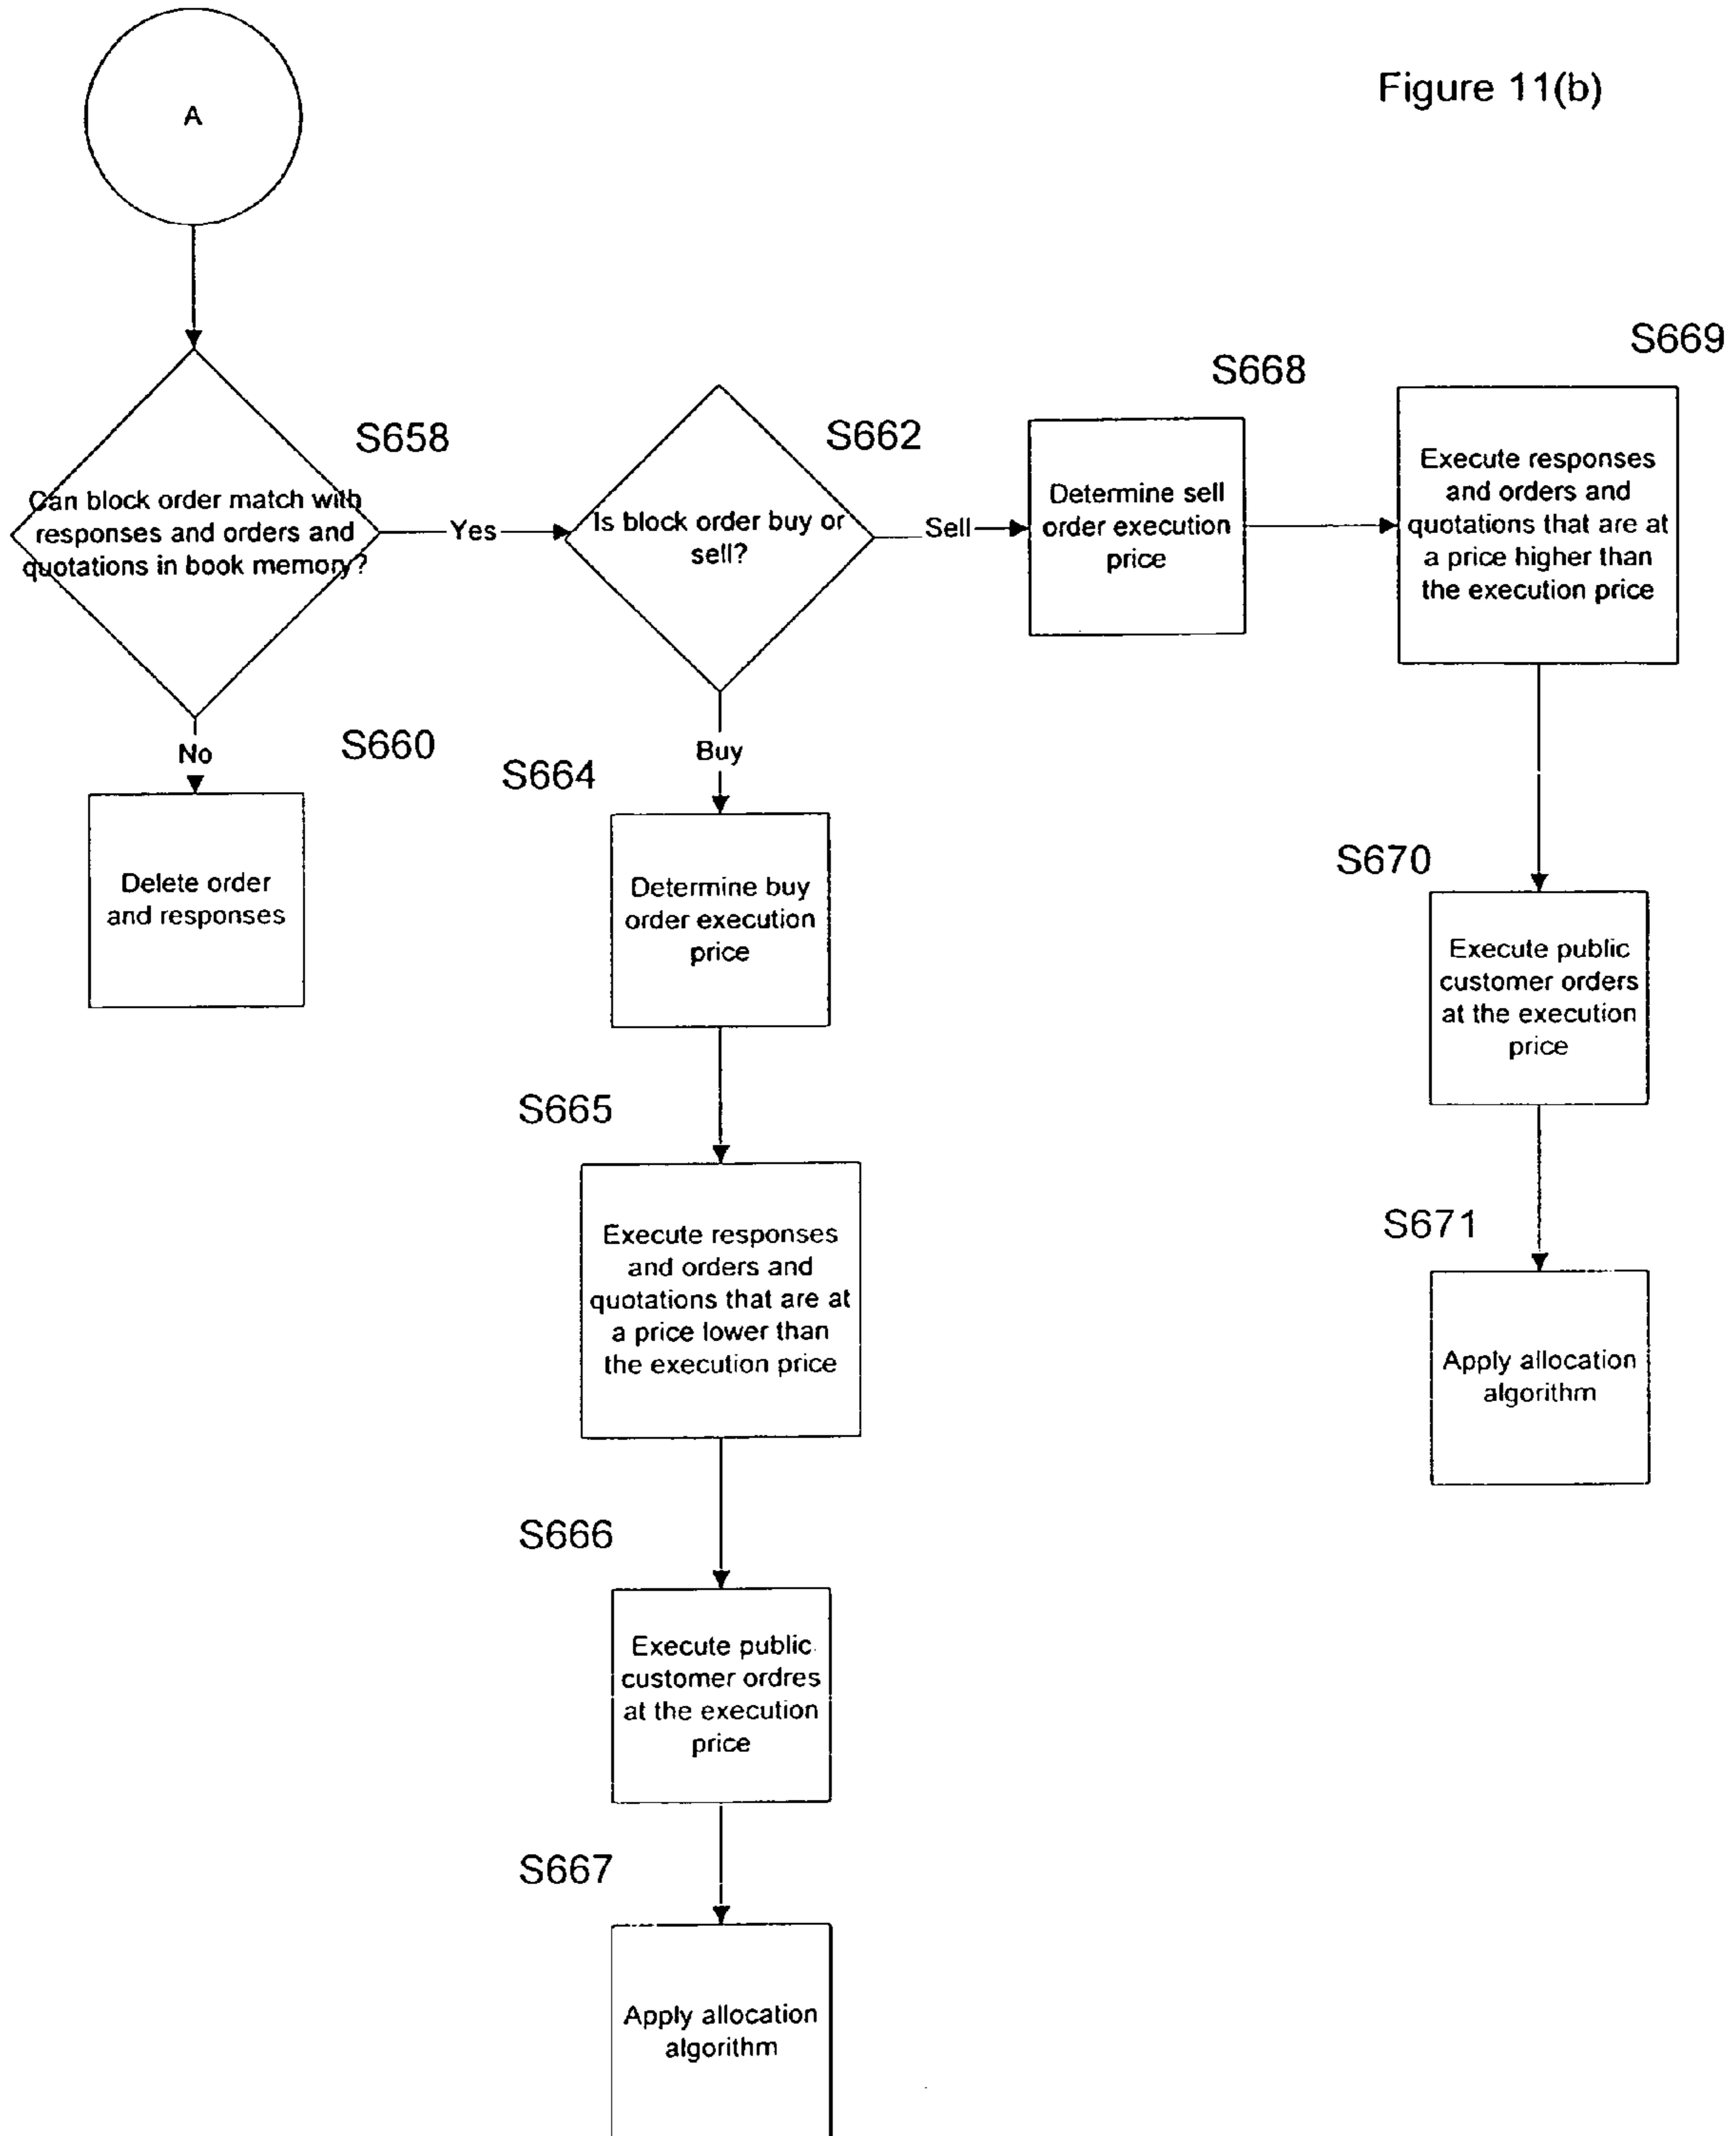 Figure 11(b)
A
S658
Can block order match with
responses and orders and
quotations in book memory?
Yes
No
S660
Delete order
and responses
S662
Is block order buy or
sell?
Sell
Buy
S668
Determine sell
order execution
price
S669
Execute responses
and orders and
quotations that are at
a price higher than
the execution price
S670
Execute public
customer orders
at the execution
price
S671
Apply allocation
algorithm
S664
Determine buy
order execution
price
S665
Execute responses
and orders and
quotations that are at
a price lower than
the execution price
S666
Execute public
customer ordres
at the execution
price
S667
Apply allocation
algorithm